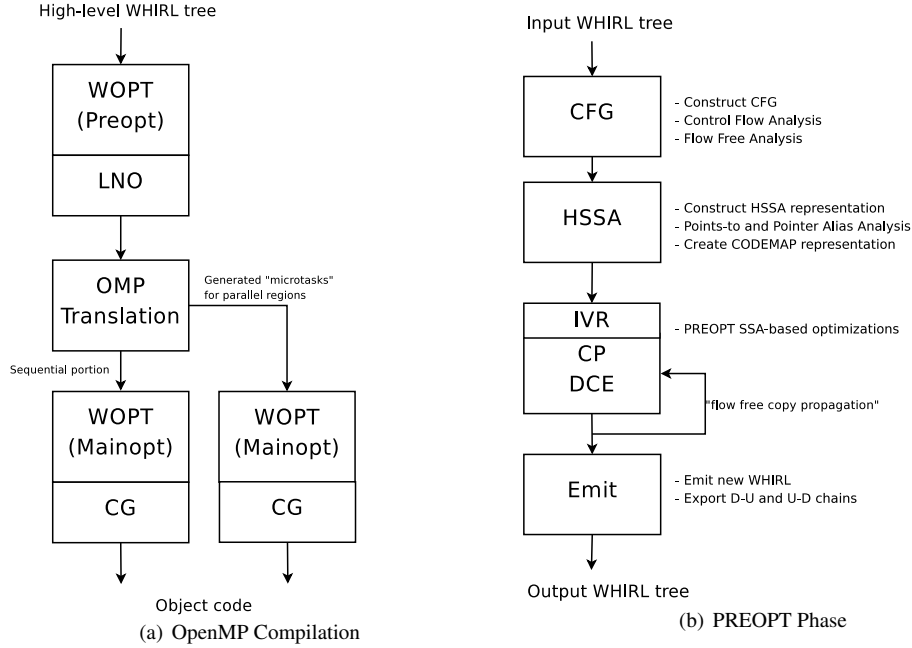 High-level WHIRL tree
WOPT
(Preopt)
LNO
OMP
Translation
Generated "microtasks"
for parallel regions
Sequential portion
WOPT
(Mainopt)
CG
WOPT
(Mainopt)
CG
Object code
(a) OpenMP Compilation
Input WHIRL tree
CFG
- Construct CFG
- Control Flow Analysis
- Flow Free Analysis
HSSA
- Construct HSSA representation
- Points-to and Pointer Alias Analysis
- Create CODEMAP representation
IVR
- PREOPT SSA-based optimizations
CP
DCE
"flow free copy propagation"
Emit
- Emit new WHIRL
- Export D-U and U-D chains
Output WHIRL tree
(b) PREOPT Phase